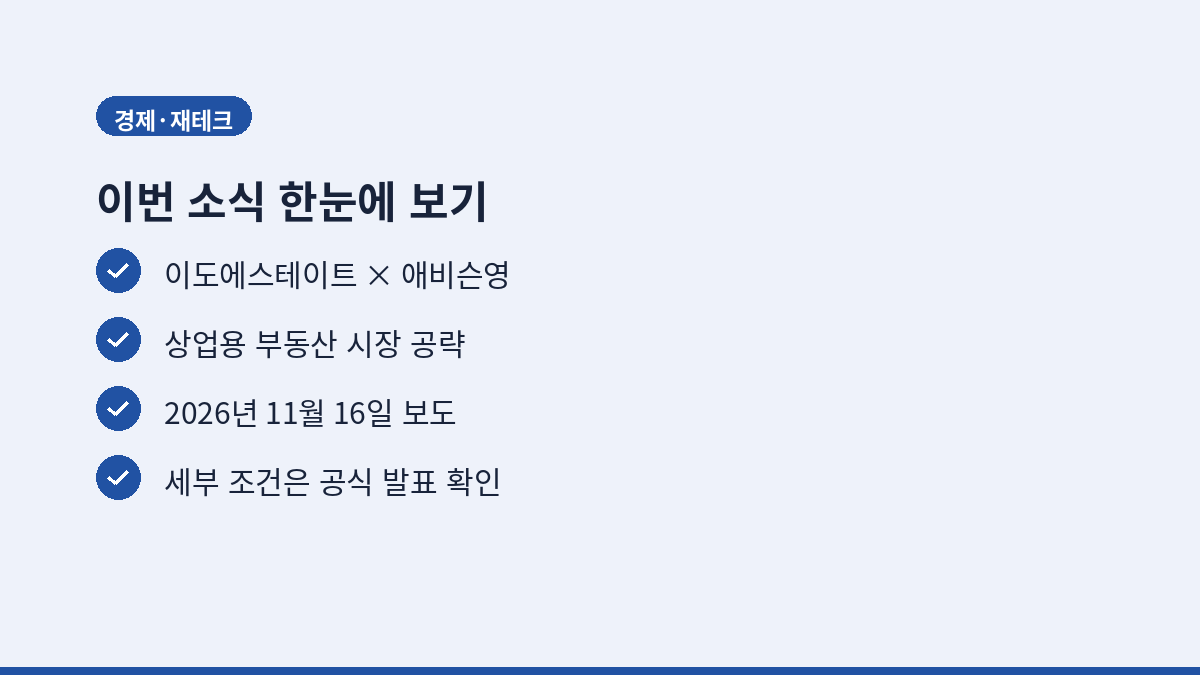 경제·재테크
이번 소식 한눈에 보기
이도에스테이트 × 애비슨영
상업용 부동산 시장 공략
2026년 11월 16일 보도
세부 조건은 공식 발표 확인